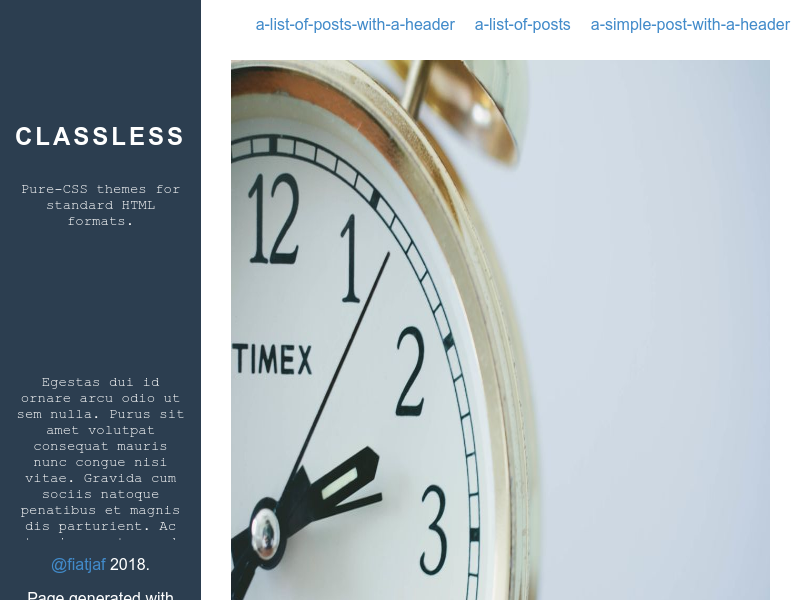 a-list-of-posts-with-a-header a-list-of-posts a-simple-post-with-a-header
CLASSLESS
Pure-CSS themes for
standard HTML
formats.
Egestas dui id
ornare arcu odio ut
sem nulla. Purus sit
amet volutpat
consequat mauris
nunc congue nisi
vitae. Gravida cum
sociis natoque
penatibus et magnis
dis parturient. Ac
@fiatjaf 2018.
Page generated with
12
1
2
TIMEX
3